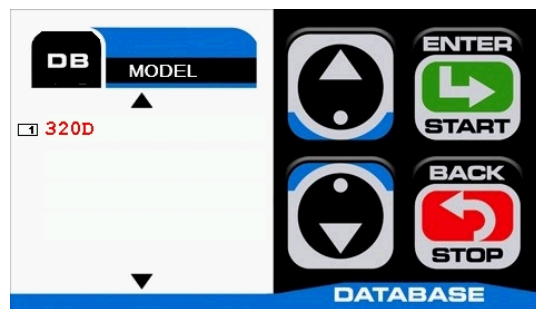 DB
MODEL
1 320D
ENTER
START
BACK
STOP
DATABASE